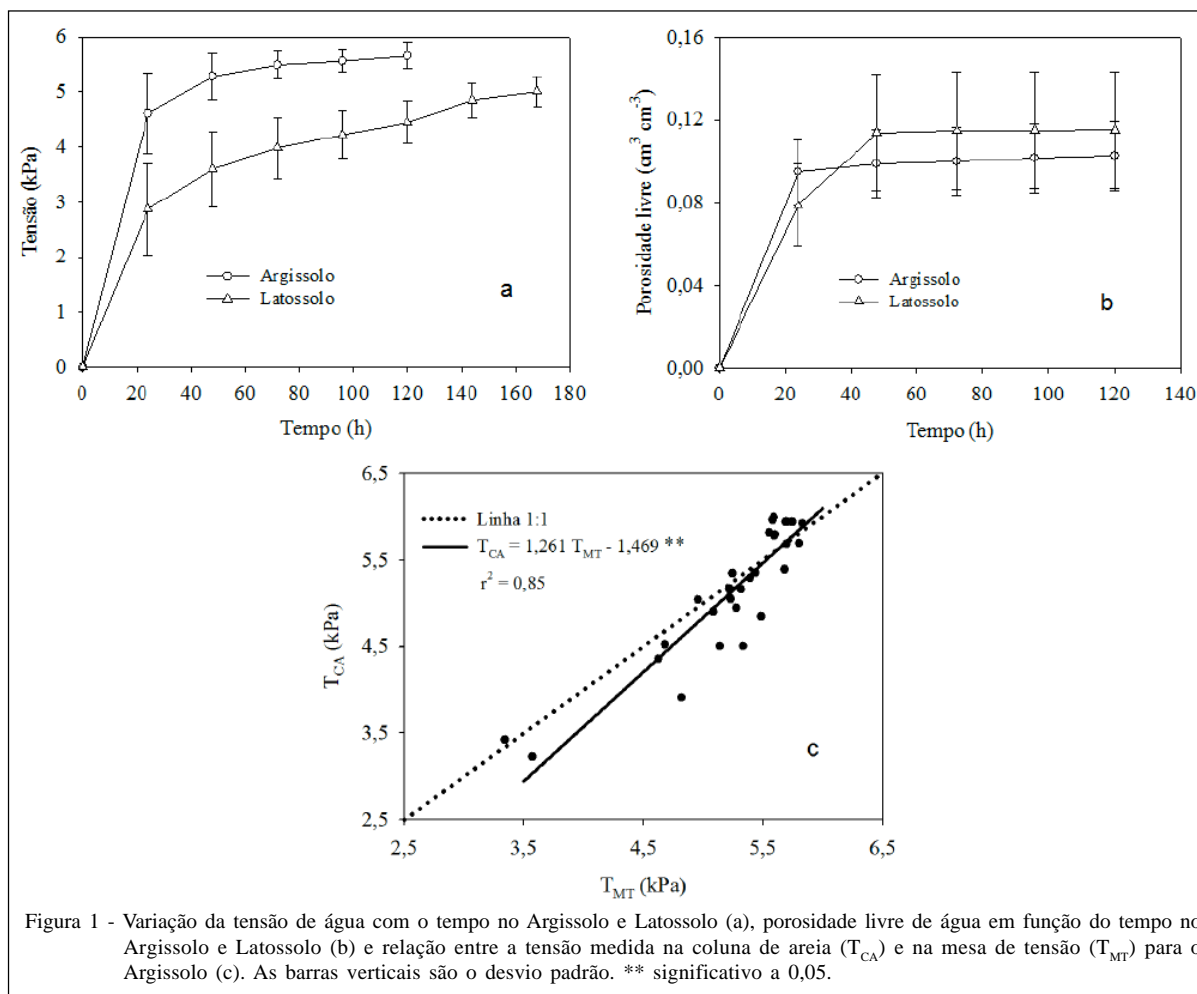 6
5
4
3
2
1
0
Tensão (kPa)
Argissolo
Latossolo
a
0 20 40 60 80 100 120 140 160 180
Tempo (h)
0,16
0,12
0,08
0,04
0,00
Porosidade livre (cm³ cm⁻³)
Argissolo
Latossolo
b
0 20 40 60 80 100 120 140
Tempo (h)
6,5
5,5
4,5
3,5
2,5
T_CA (kPa)
Linha 1:1
T_CA = 1,261 T_MT - 1,469 **
r² = 0,85
c
2,5 3,5 4,5 5,5 6,5
T_MT (kPa)
Figura 1 - Variação da tensão de água com o tempo no Argissolo e Latossolo (a), porosidade livre de água em função do tempo no
Argissolo e Latossolo (b) e relação entre a tensão medida na coluna de areia (T_CA) e na mesa de tensão (T_MT) para o
Argissolo (c). As barras verticais são o desvio padrão. ** significativo a 0,05.